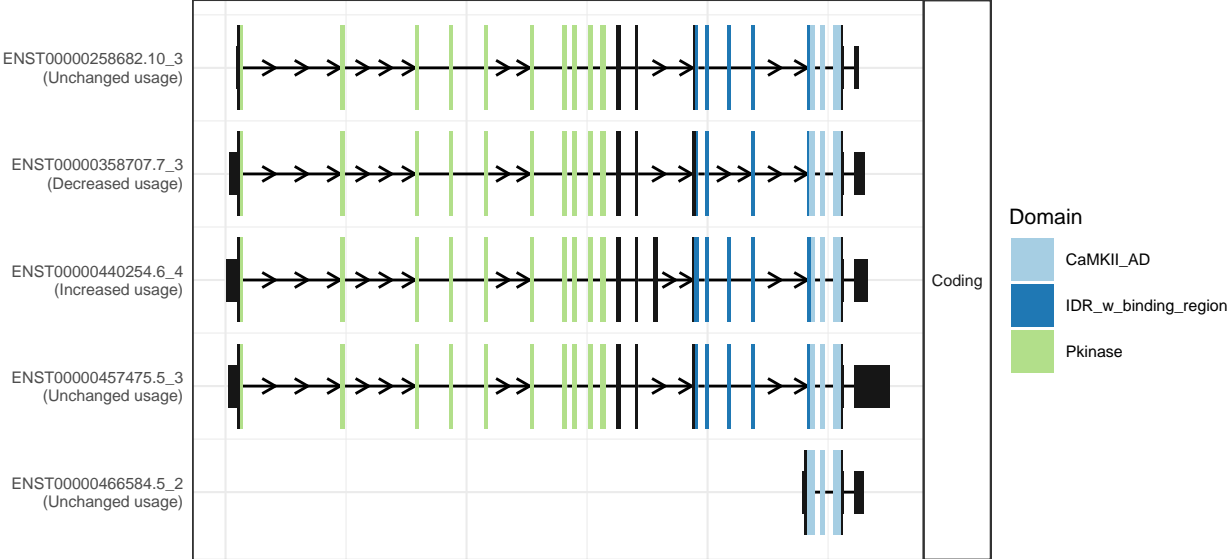 ENST00000258682.10_3
(Unchanged usage)
ENST00000358707.7_3
(Decreased usage)
ENST00000440254.6_4
(Increased usage)
ENST00000457475.5_3
(Unchanged usage)
ENST00000466584.5_2
(Unchanged usage)
Coding
Domain
CaMKII_AD
IDR_w_binding_region
Pkinase